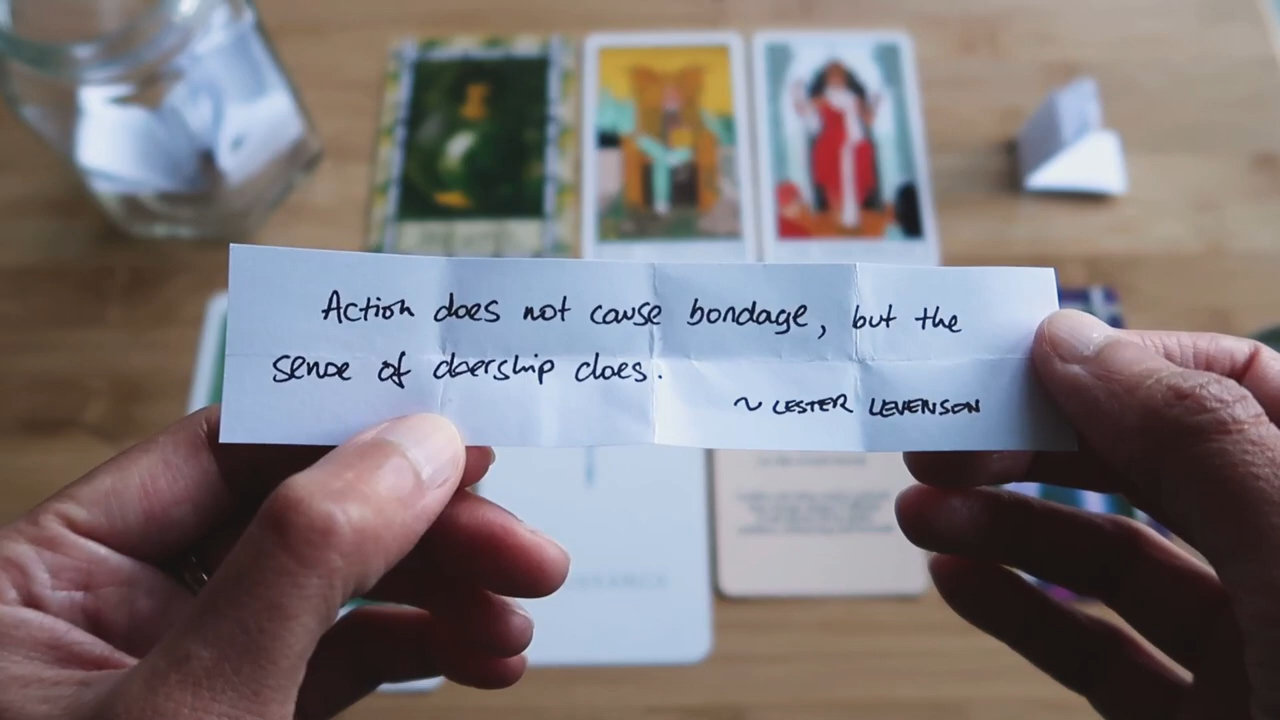 Action does not cause bondage, but the
sense of doership does.
~ LESTER LEVENSON